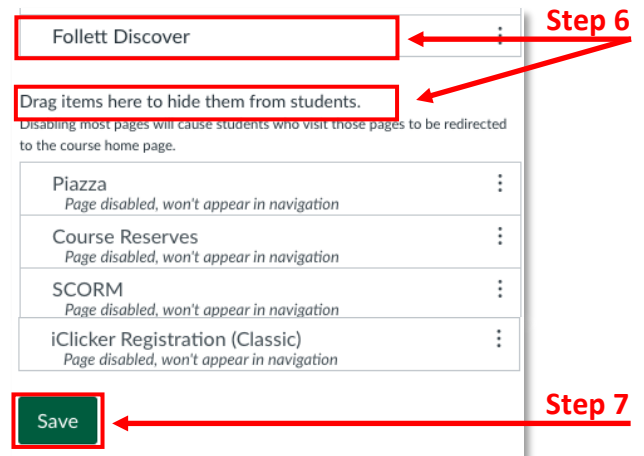 Step 6
Follett Discover
Drag items here to hide them from students.
Disabling most pages will cause students who visit those pages to be redirected
to the course home page.
Piazza
Page disabled, won't appear in navigation
Course Reserves
Page disabled, won't appear in navigation
SCORM
Page disabled, won't appear in navigation
iClicker Registration (Classic)
Page disabled, won't appear in navigation
Step 7
Save